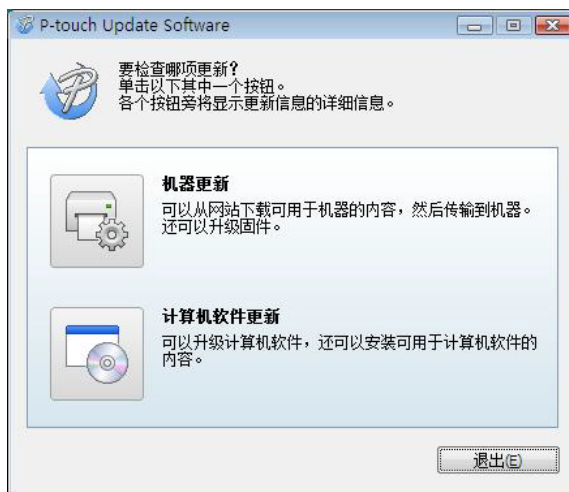 P-touch Update Software
要检查哪项更新?
单击以下其中一个按钮。
各个按钮旁将显示更新信息的详细信息。
机器更新
可以从网站下载可用于机器的内容，然后传输到机器。
还可以升级固件。
计算机软件更新
可以升级计算机软件，还可以安装可用于计算机软件的
内容。
退出(E)